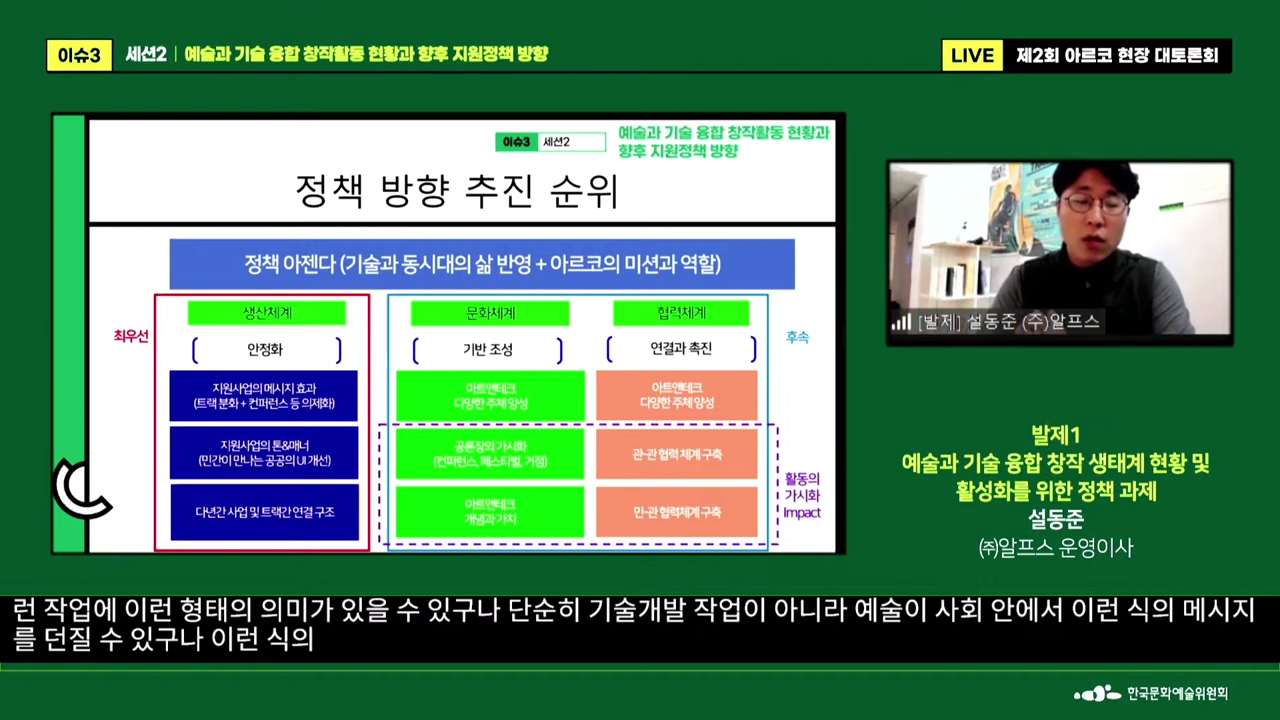 이슈3
세션2 | 예술과 기술 융합 창작활동 현황과 향후 지원정책 방향
LIVE
제2회 아르코 현장 대토론회
이슈3
세션2
예술과 기술 융합 창작활동 현황과
향후 지원정책 방향
정책 방향 추진 순위
정책 아젠다 (기술과 동시대의 삶 반영 + 아르코의 미션과 역할)
최우선
생산체계
안정화
지원사업의 메시지 효과
(트랙 분화 + 컨퍼런스 등 의제화)
지원사업의 톤&매너
(민간이 만나는 공공의 UI 개선)
다년간 사업 및 트랙간 연결 구조
문화체계
기반 조성
아트앤테크
다양한 주체 양성
공론장의 가시화
(컨퍼런스, 페스티벌, 거점)
아트앤테크
개념과 가치
협력체계
연결과 촉진
아트앤테크
다양한 주체 양성
관-관 협력 체계 구축
민-관 협력체계 구축
후속
활동의
가시화
Impact
[발제] 설동준 (주)알프스
발제1
예술과 기술 융합 창작 생태계 현황 및
활성화를 위한 정책 과제
설동준
㈜알프스 운영이사
런 작업에 이런 형태의 의미가 있을 수 있구나 단순히 기술개발 작업이 아니라 예술이 사회 안에서 이런 식의 메시지
를 던질 수 있구나 이런 식의
한국문화예술위원회